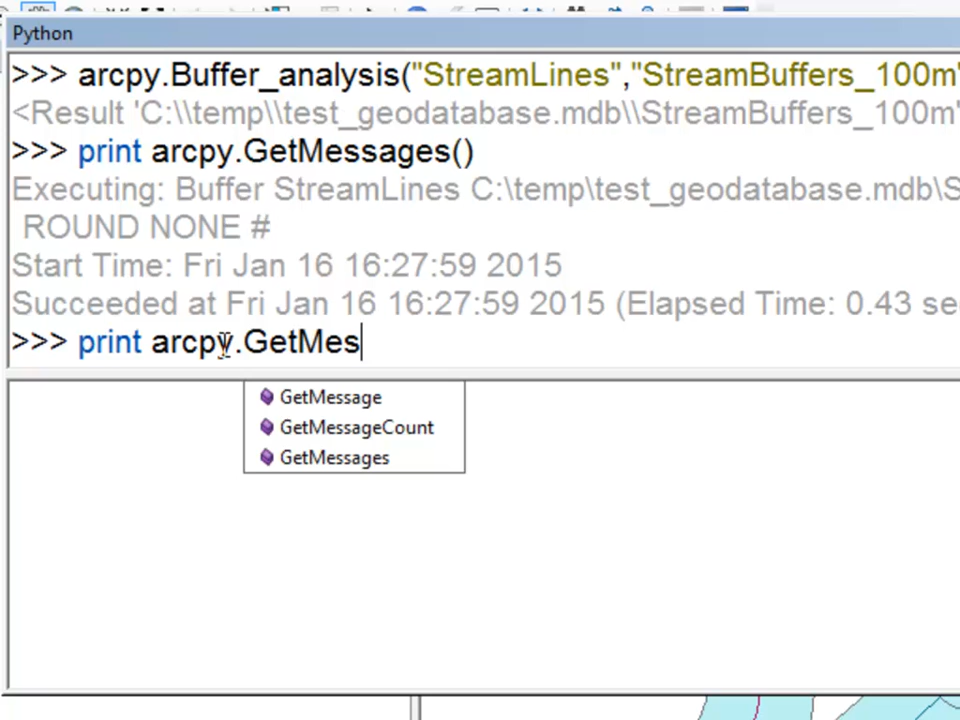 Python
>>> arcpy.Buffer_analysis("StreamLines","StreamBuffers_100m"
<Result 'C:\\temp\\test_geodatabase.mdb\\StreamBuffers_100m'
>>> print arcpy.GetMessages()
Executing: Buffer StreamLines C:\temp\test_geodatabase.mdb\S
ROUND NONE #
Start Time: Fri Jan 16 16:27:59 2015
Succeeded at Fri Jan 16 16:27:59 2015 (Elapsed Time: 0.43 se
>>> print arcpy.GetMes
GetMessage
GetMessageCount
GetMessages